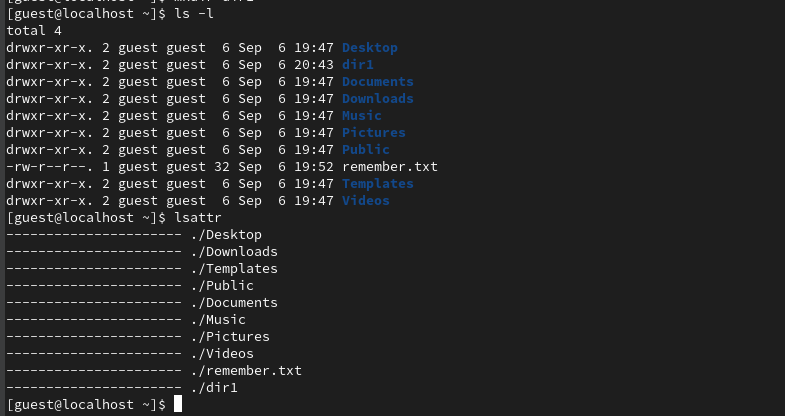 [guest@localhost ~]$ ls -l
total 4
drwxr-xr-x. 2 guest guest  6 Sep  6 19:47 Desktop
drwxr-xr-x. 2 guest guest  6 Sep  6 20:43 dir1
drwxr-xr-x. 2 guest guest  6 Sep  6 19:47 Documents
drwxr-xr-x. 2 guest guest  6 Sep  6 19:47 Downloads
drwxr-xr-x. 2 guest guest  6 Sep  6 19:47 Music
drwxr-xr-x. 2 guest guest  6 Sep  6 19:47 Pictures
drwxr-xr-x. 2 guest guest  6 Sep  6 19:47 Public
-rw-r--r--. 1 guest guest 32 Sep  6 19:52 remember.txt
drwxr-xr-x. 2 guest guest  6 Sep  6 19:47 Templates
drwxr-xr-x. 2 guest guest  6 Sep  6 19:47 Videos
[guest@localhost ~]$ lsattr
---------------------- ./Desktop
---------------------- ./Downloads
---------------------- ./Templates
---------------------- ./Public
---------------------- ./Documents
---------------------- ./Music
---------------------- ./Pictures
---------------------- ./Videos
---------------------- ./remember.txt
---------------------- ./dir1
[guest@localhost ~]$